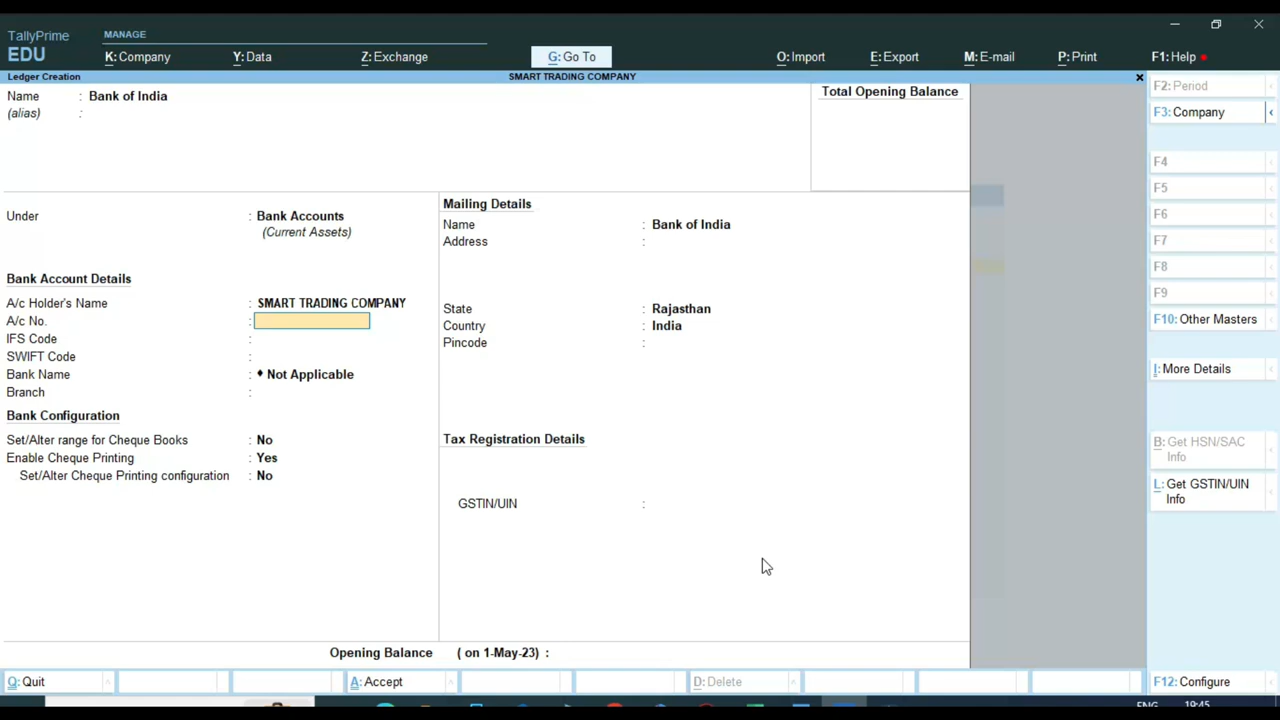 TallyPrime
EDU
MANAGE
K: Company
Y: Data
Z: Exchange
G: Go To
O: Import
E: Export
M: E-mail
P: Print
F1: Help
Ledger Creation
SMART TRADING COMPANY
Name : Bank of India
(alias) :
Total Opening Balance
Under : Bank Accounts
(Current Assets)
Bank Account Details
A/c Holder's Name : SMART TRADING COMPANY
A/c No. :
IFS Code :
SWIFT Code :
Bank Name : ♦ Not Applicable
Branch :
Bank Configuration
Set/Alter range for Cheque Books : No
Enable Cheque Printing : Yes
Set/Alter Cheque Printing configuration : No
Mailing Details
Name : Bank of India
Address :
State : Rajasthan
Country : India
Pincode :
Tax Registration Details
GSTIN/UIN :
Opening Balance ( on 1-May-23) :
F2: Period
F3: Company
F4
F5
F6
F7
F8
F9
F10: Other Masters
I: More Details
B: Get HSN/SAC
Info
L: Get GSTIN/UIN
Info
Q: Quit
A: Accept
D: Delete
F12: Configure
ENG
19:45